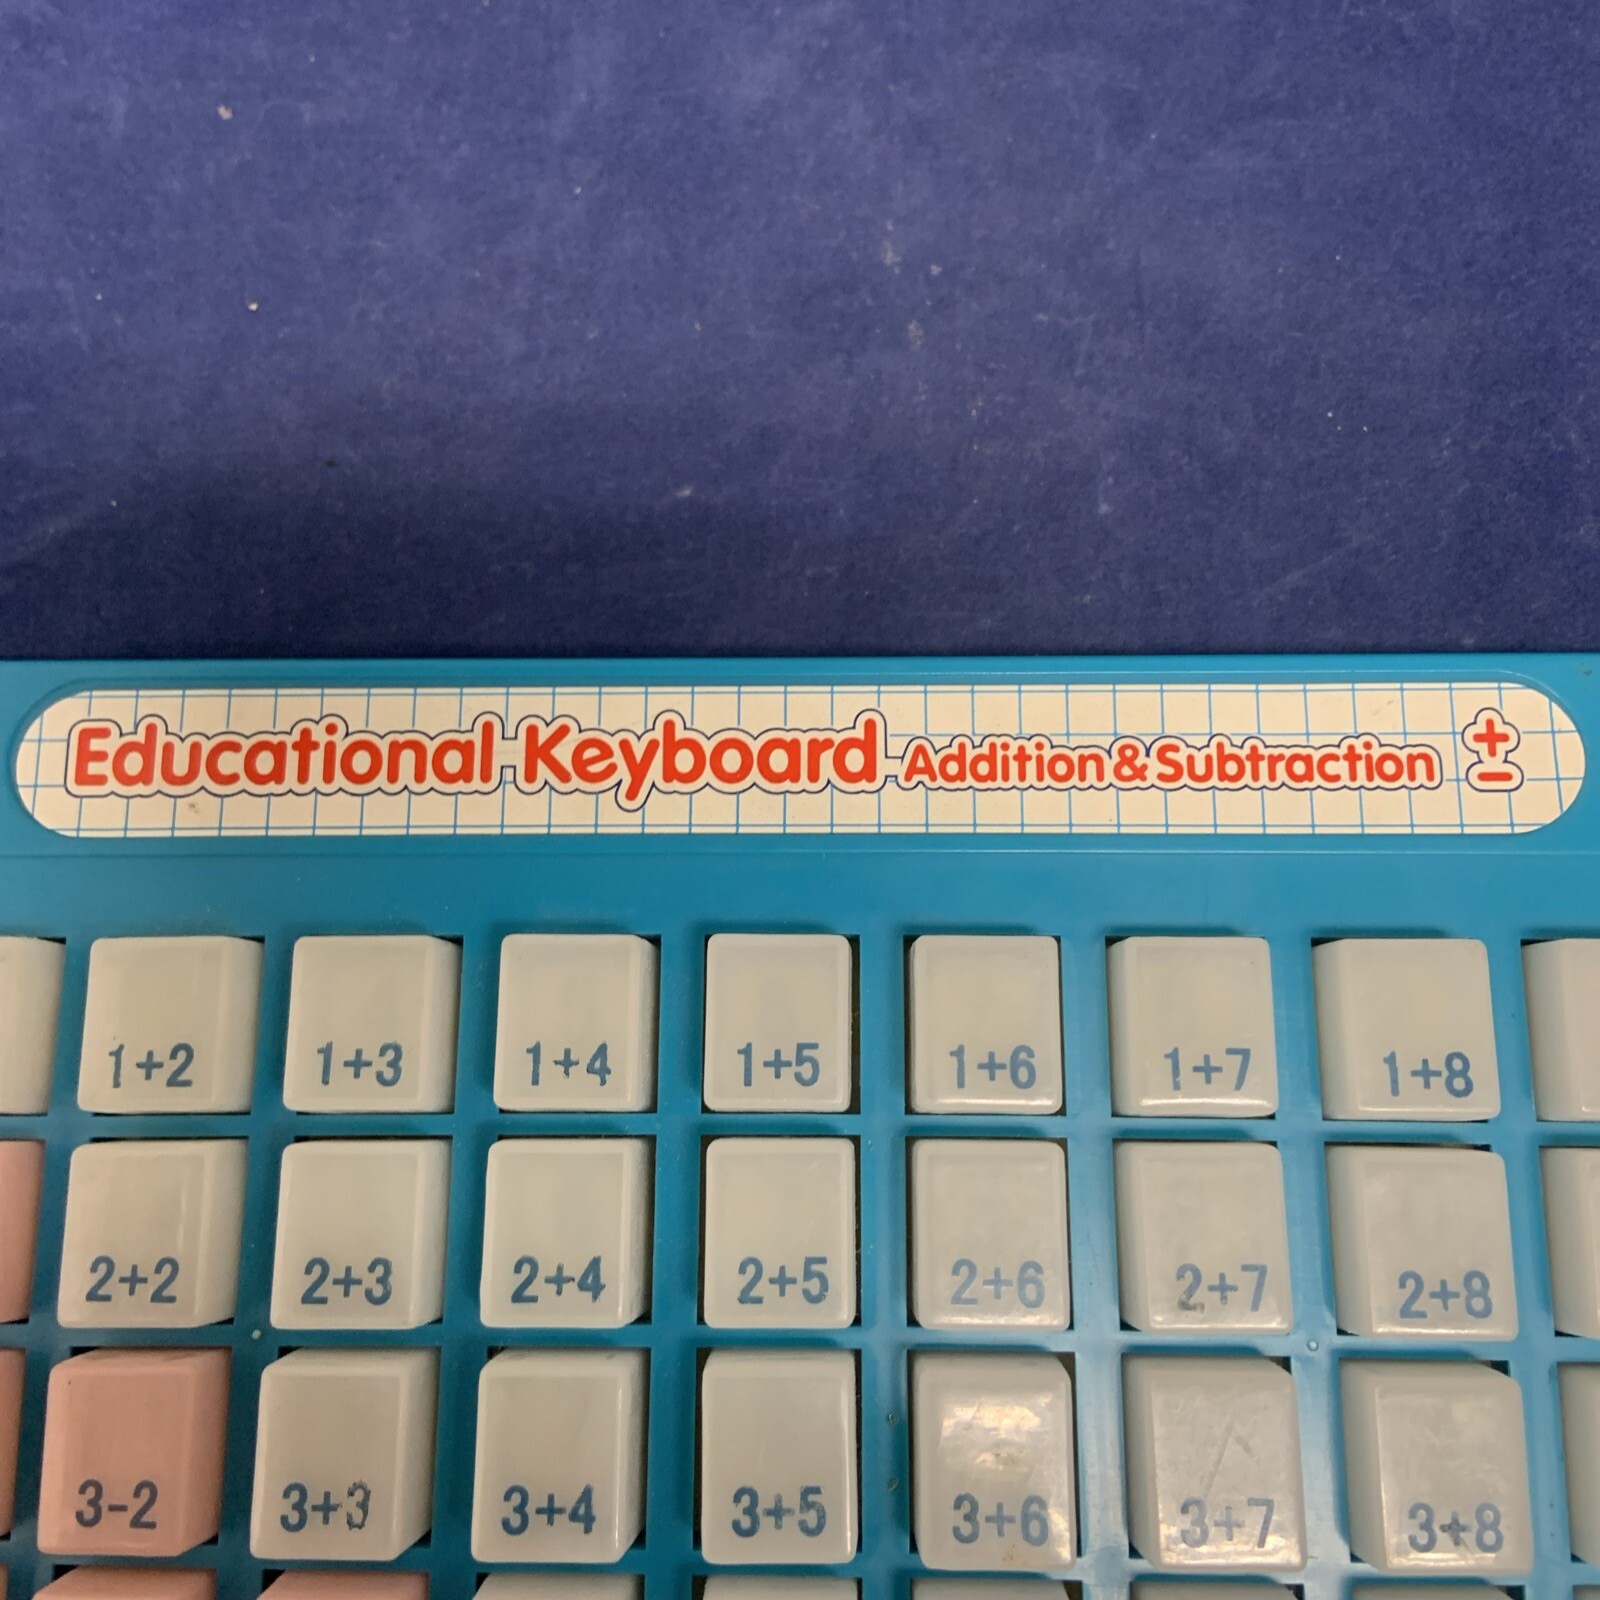 Educational Keyboard Addition & Subtraction + −
1+2 1+3 1+4 1+5 1+6 1+7 1+8
2+2 2+3 2+4 2+5 2+6 2+7 2+8
3-2 3+3 3+4 3+5 3+6 3+7 3+8